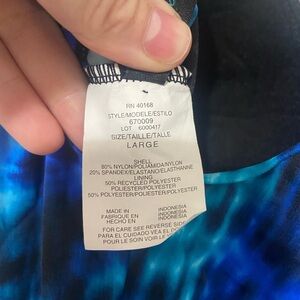 RN 40168
STYLE/MODELE/ESTILO
670009
LOT 6000417
SIZE/TAILLE/TALLE
LARGE
SHELL
80% NYLON/POLIAMIDA/NYLON
20% SPANDEX/ELASTANO/ELASTHANNE
LINING
50% RECYCLED POLYESTER
POLIESTER/POLYESTER
50% POLYESTER/POLIESTER/POLYESTER
MADE IN INDONESIA
FABRIQUE EN INDONESIE
HECHO EN INDONESIA
FOR CARE SEE REVERSE SIDE
PARA EL CUIDADO VEA EL
POUR LE SOIN VOIR LE